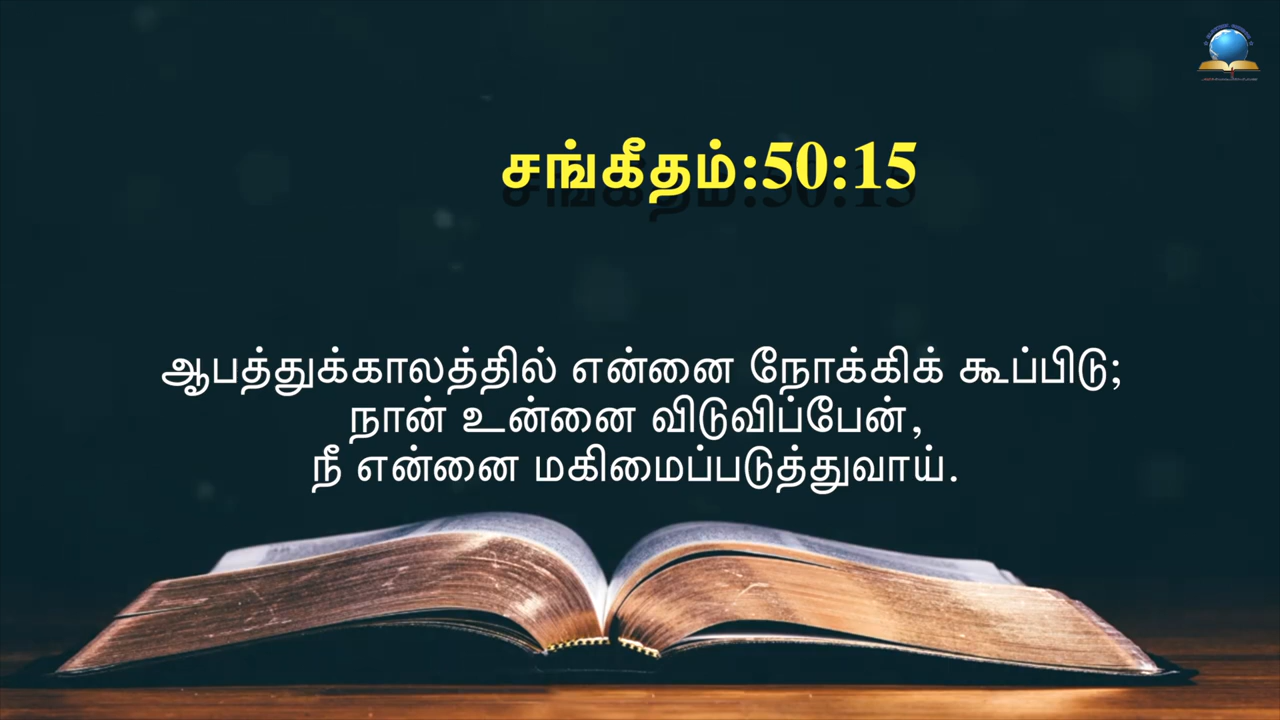 சங்கீதம்:50:15
ஆபத்துக்காலத்தில் என்னை நோக்கிக் கூப்பிடு;
நான் உன்னை விடுவிப்பேன்,
நீ என்னை மகிமைப்படுத்துவாய்.